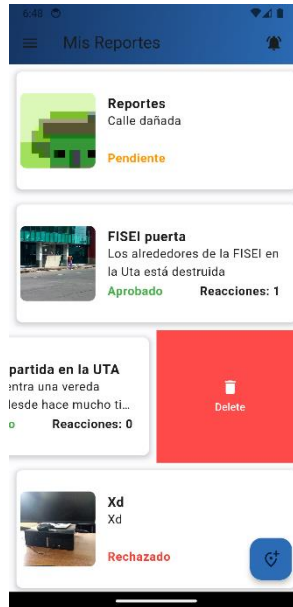 6:48
Mis Reportes
Reportes
Calle dañada
Pendiente
FISEI puerta
Los alrededores de la FISEI en
la Uta está destruida
Aprobado Reacciones: 1
partida en la UTA
entra una vereda
desde hace mucho ti...
o Reacciones: 0
Delete
Xd
Xd
Rechazado